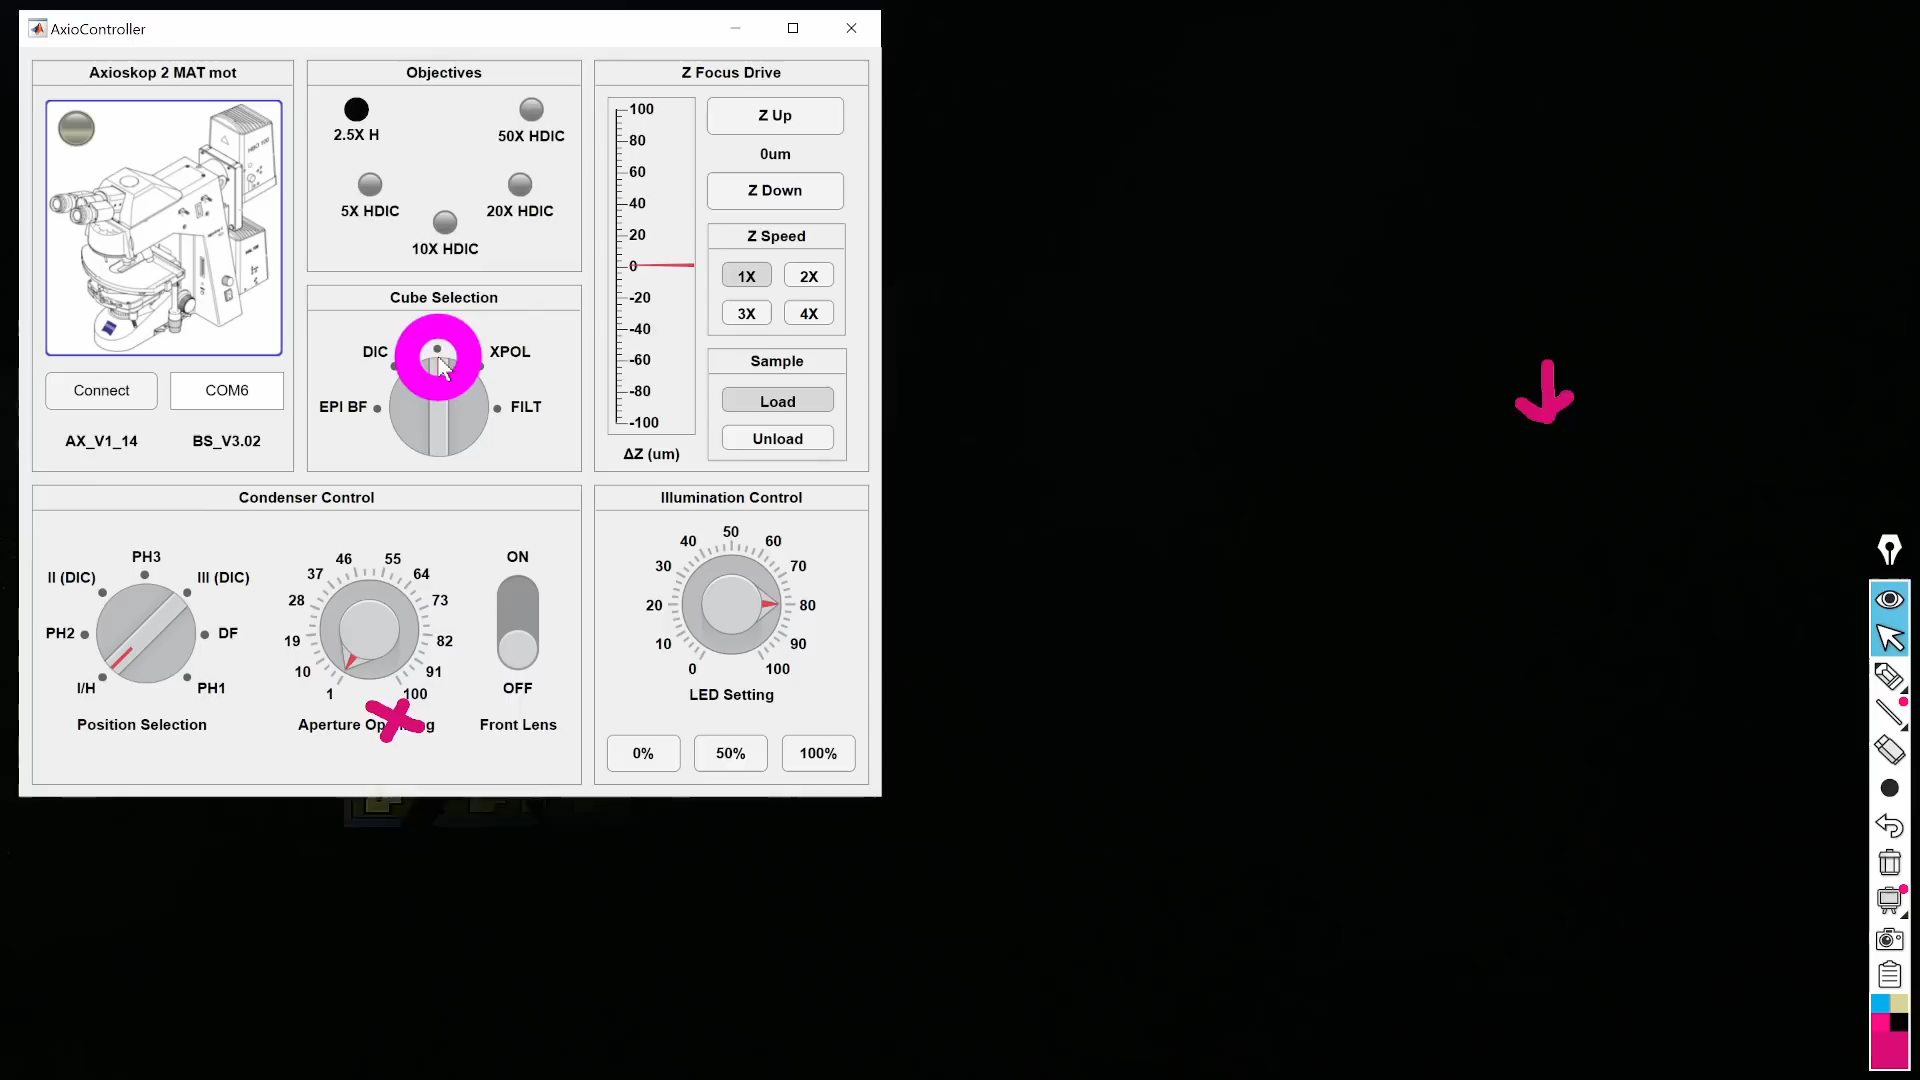 AxioController
Axioskop 2 MAT mot
HBO 100
Connect
COM6
AX_V1_14
BS_V3.02
Objectives
2.5X H
50X HDIC
5X HDIC
20X HDIC
10X HDIC
Cube Selection
DIC
XPOL
EPI BF
FILT
Z Focus Drive
100
80
60
40
20
0
-20
-40
-60
-80
-100
ΔZ (um)
Z Up
0um
Z Down
Z Speed
1X
2X
3X
4X
Sample
Load
Unload
Condenser Control
PH3
II (DIC)
III (DIC)
PH2
DF
I/H
PH1
Position Selection
46
55
37
64
28
73
19
82
10
91
1
100
Front Lens
ON
OFF
Aperture
Illumination Control
50
40
60
30
70
20
80
10
90
0
100
LED Setting
0%
50%
100%